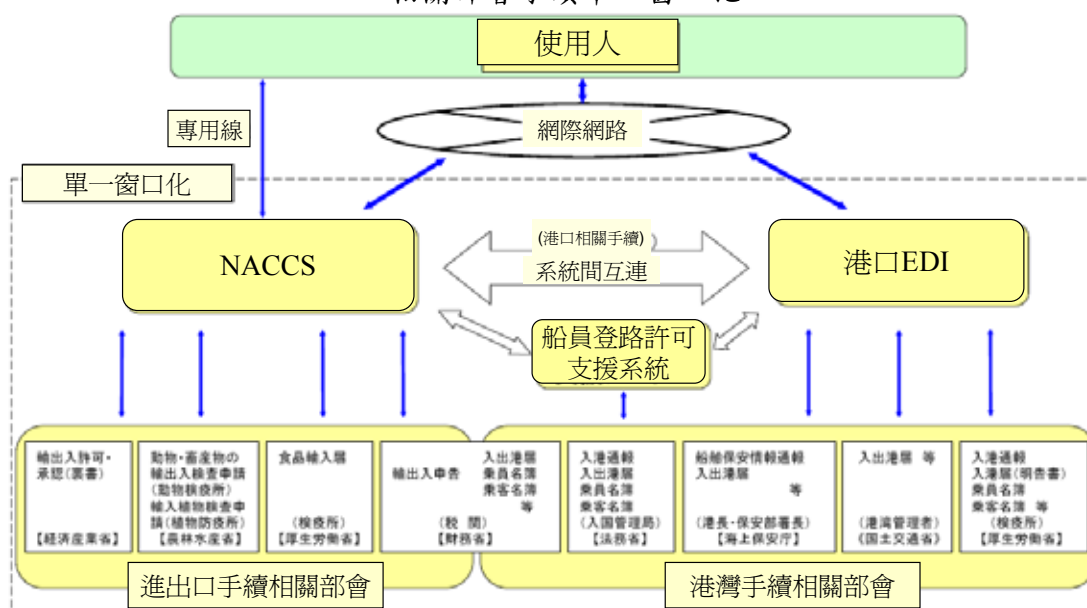 使用人
專用線
網際網路
單一窗口化
NACCS
(港口相關手續)
系統間互連
港口EDI
船員登路許可
支援系統
輸出入許可・
承認(裏書)
【経済産業省】
動物・畜産物の
輸出入検査申請
(動物検疫所)
輸入植物検査申
請(植物防疫所)
【農林水産省】
食品輸入届
(検疫所)
【厚生労働省】
輸出入申告
入出港届
乗員名簿
乗客名簿
等
(税 関)
【財務省】
入港通報
入出港届
乗員名簿
乗客名簿
(入国管理局)
【法務省】
船舶保安情報通報
入出港届
等
(港長・保安部署長)
【海上保安庁】
入出港届 等
(港湾管理者)
(国土交通省)
入港通報
入港届(明告書)
乗員名簿
乗客名簿 等
(検疫所)
【厚生労働省】
進出口手續相關部會
港灣手續相關部會